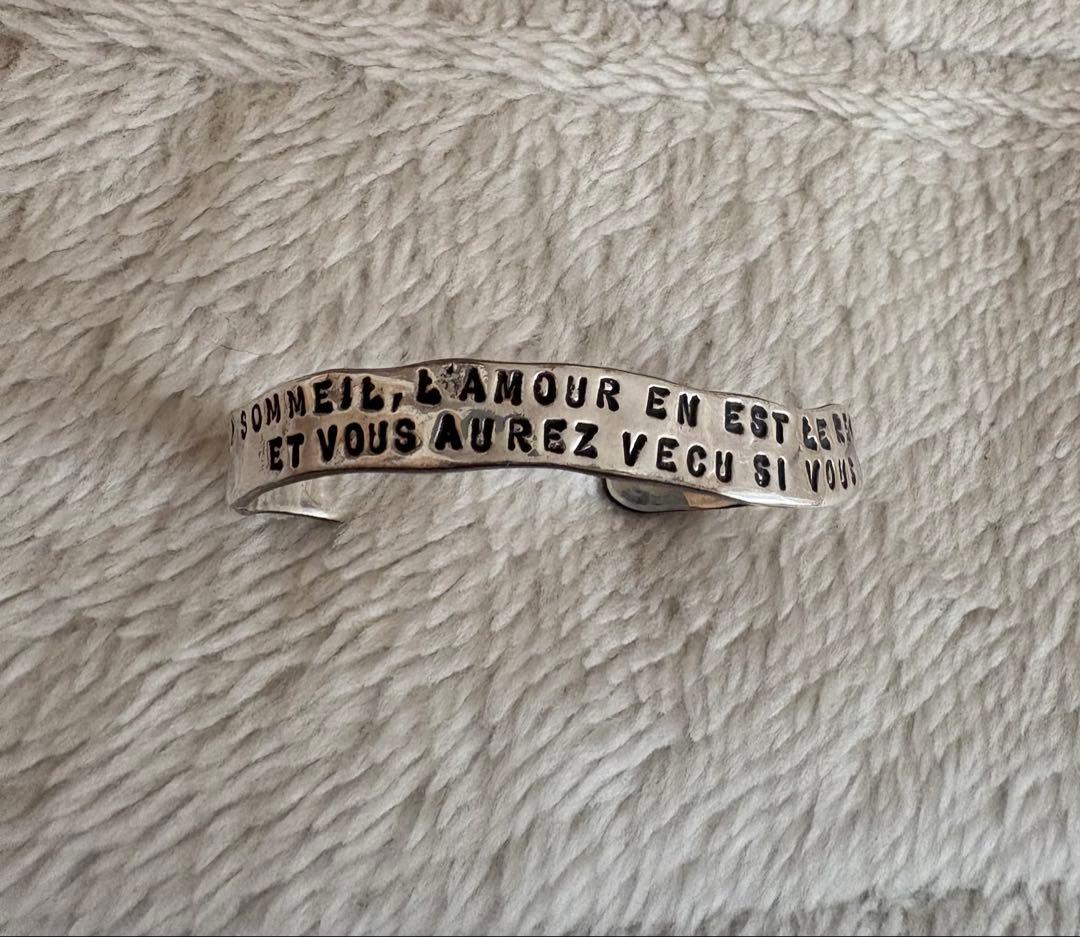 SOMMEIL, L'AMOUR EN EST LE
ET VOUS AUREZ VECU SI VOUS